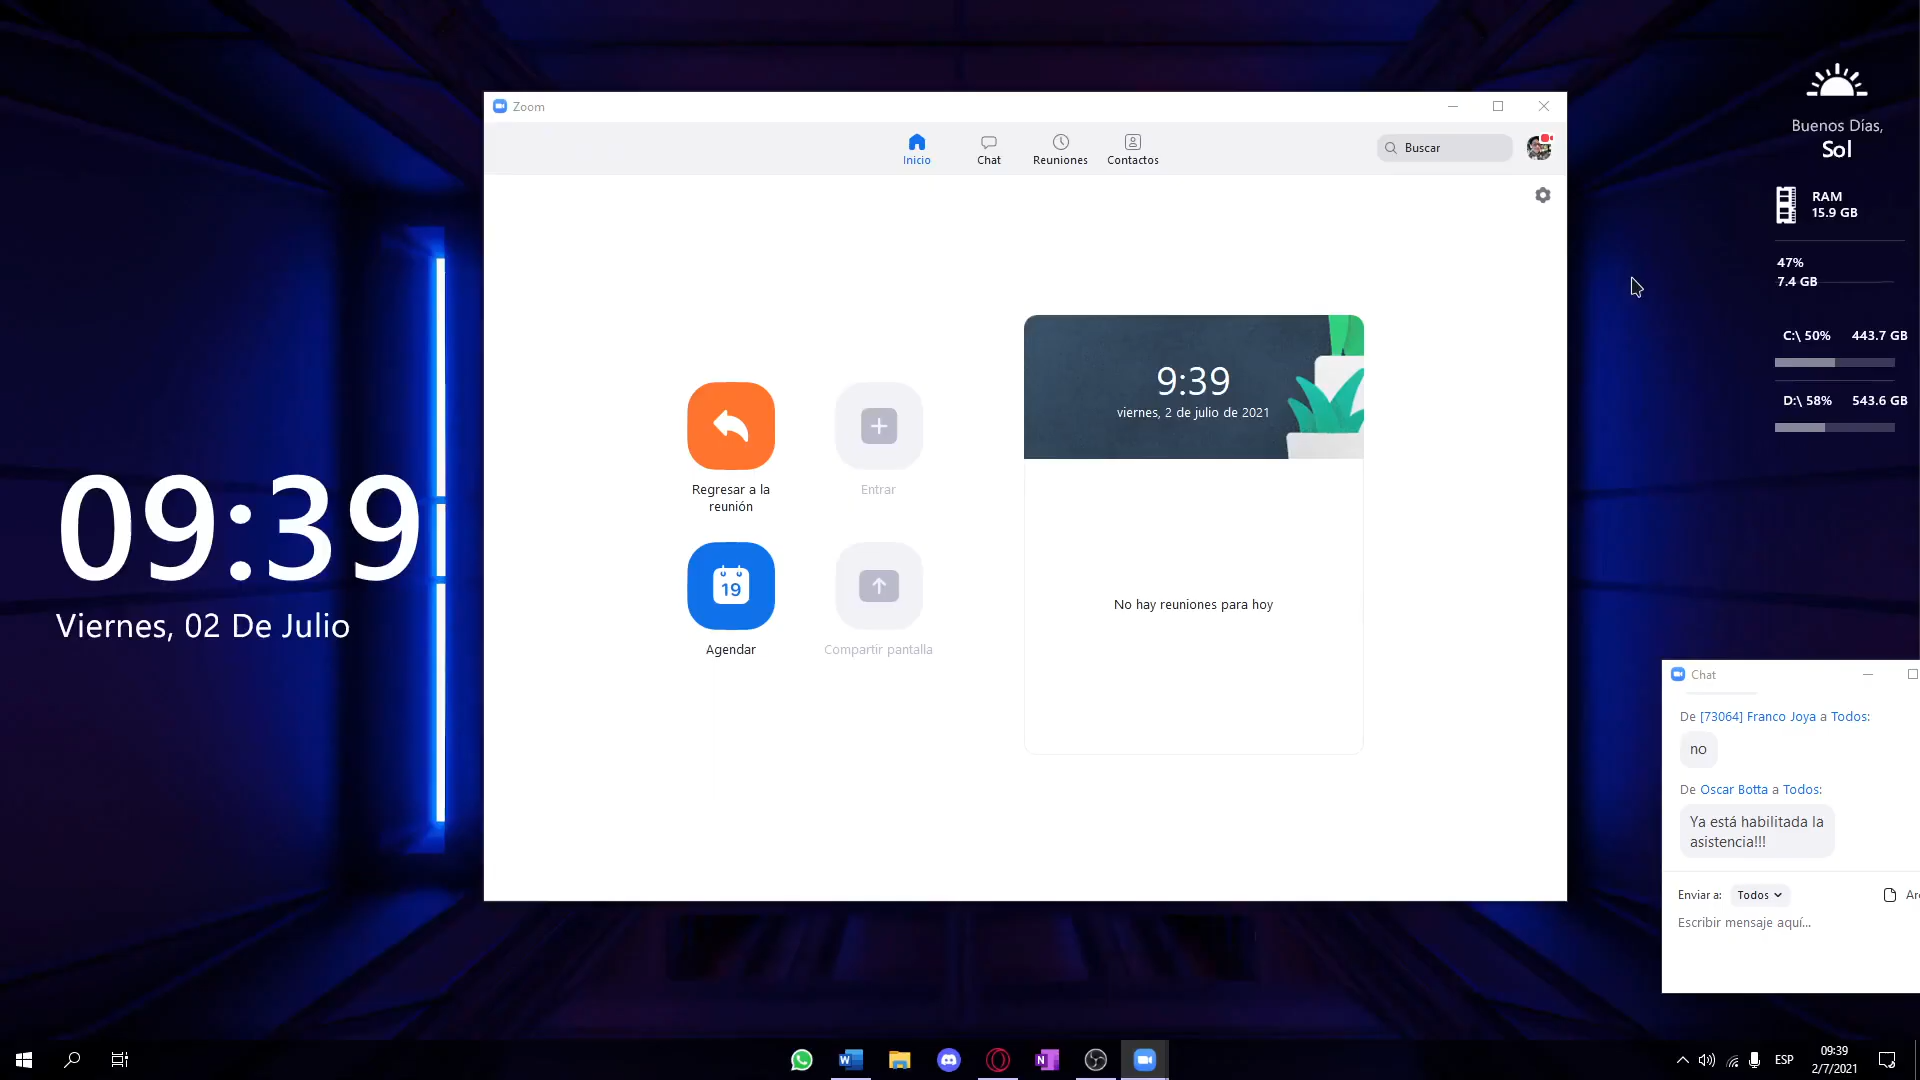 Zoom
Inicio
Chat
Reuniones
Contactos
Buscar
Buenos Días,
Sol
RAM
15.9 GB
47%
7.4 GB
C:\ 50% 443.7 GB
D:\ 58% 543.6 GB
09:39
Viernes, 02 De Julio
Regresar a la
reunión
Entrar
19
Agendar
Compartir pantalla
9:39
viernes, 2 de julio de 2021
No hay reuniones para hoy
Chat
De [73064] Franco Joya a Todos:
no
De Oscar Botta a Todos:
Ya está habilitada la
asistencia!!!
Enviar a: Todos
Escribir mensaje aquí...
W
N
ESP
09:39
2/7/2021